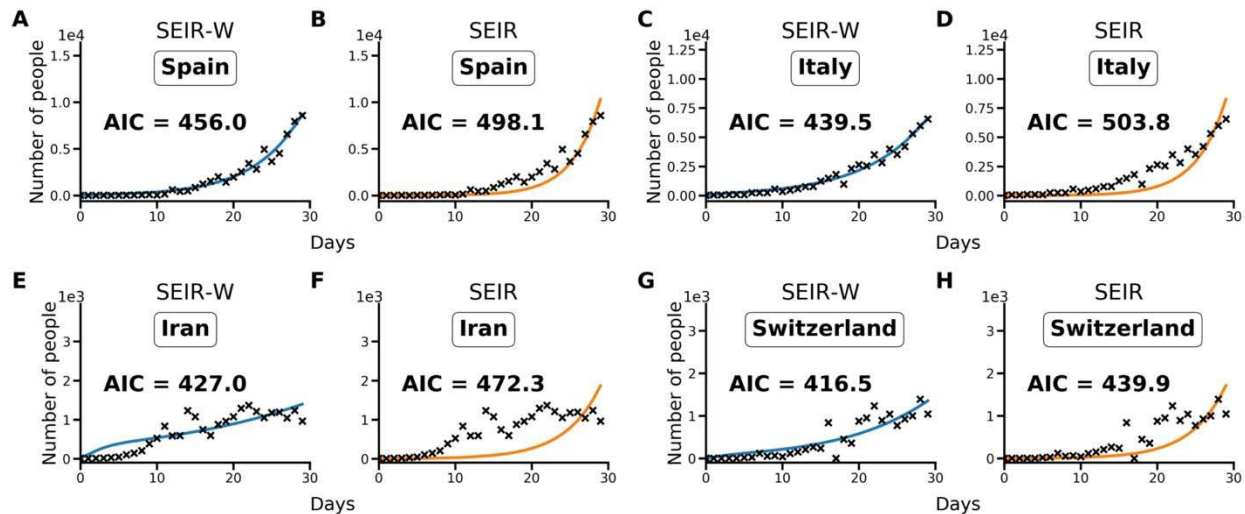 A B C D
SEIR-W SEIR SEIR-W SEIR
1e4 1e4 1e4 1e4
Spain Spain Italy Italy
AIC = 456.0 AIC = 498.1 AIC = 439.5 AIC = 503.8
Number of people
1.5
1.0
0.5
0.0
0 10 20 30
1.5
1.0
0.5
0.0
0 10 20 30
Number of people
1.25
1.00
0.75
0.50
0.25
0.00
0 10 20 30
1.25
1.00
0.75
0.50
0.25
0.00
0 10 20 30
Days Days
E F G H
SEIR-W SEIR SEIR-W SEIR
1e3 1e3 1e3 1e3
Iran Iran Switzerland Switzerland
AIC = 427.0 AIC = 472.3 AIC = 416.5 AIC = 439.9
Number of people
3
2
1
0
0 10 20 30
3
2
1
0
0 10 20 30
Number of people
3
2
1
0
0 10 20 30
3
2
1
0
0 10 20 30
Days Days